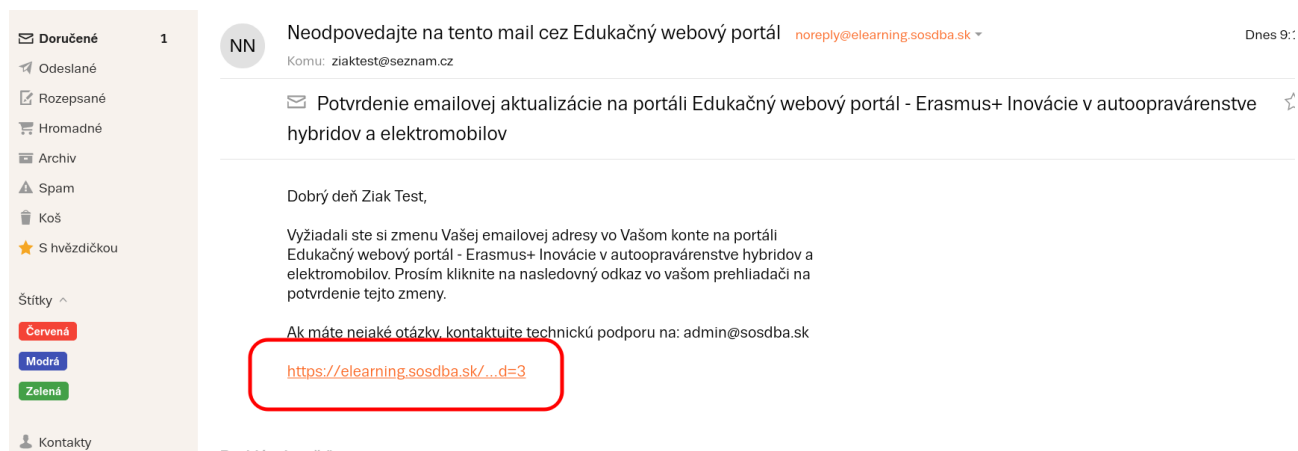 Doručené 1
Odeslané
Rozepsané
Hromadné
Archiv
Spam
Koš
S hvězdičkou
Štítky
Červená
Modrá
Zelená
Kontakty
NN
Neodpovedajte na tento mail cez Edukačný webový portál noreply@elearning.sosdba.sk
Dnes 9:1
Komu: ziaktest@seznam.cz
Potvrdenie emailovej aktualizácie na portáli Edukačný webový portál - Erasmus+ Inovácie v autoopravárenstve
hybridov a elektromobilov
Dobrý deň Ziak Test,
Vyžiadali ste si zmenu Vašej emailovej adresy vo Vašom konte na portáli
Edukačný webový portál - Erasmus+ Inovácie v autoopravárenstve hybridov a
elektromobilov. Prosím kliknite na nasledovný odkaz vo vašom prehliadači na
potvrdenie tejto zmeny.
Ak máte nejaké otázky, kontaktujte technickú podporu na: admin@sosdba.sk
https://elearning.sosdba.sk/...d=3